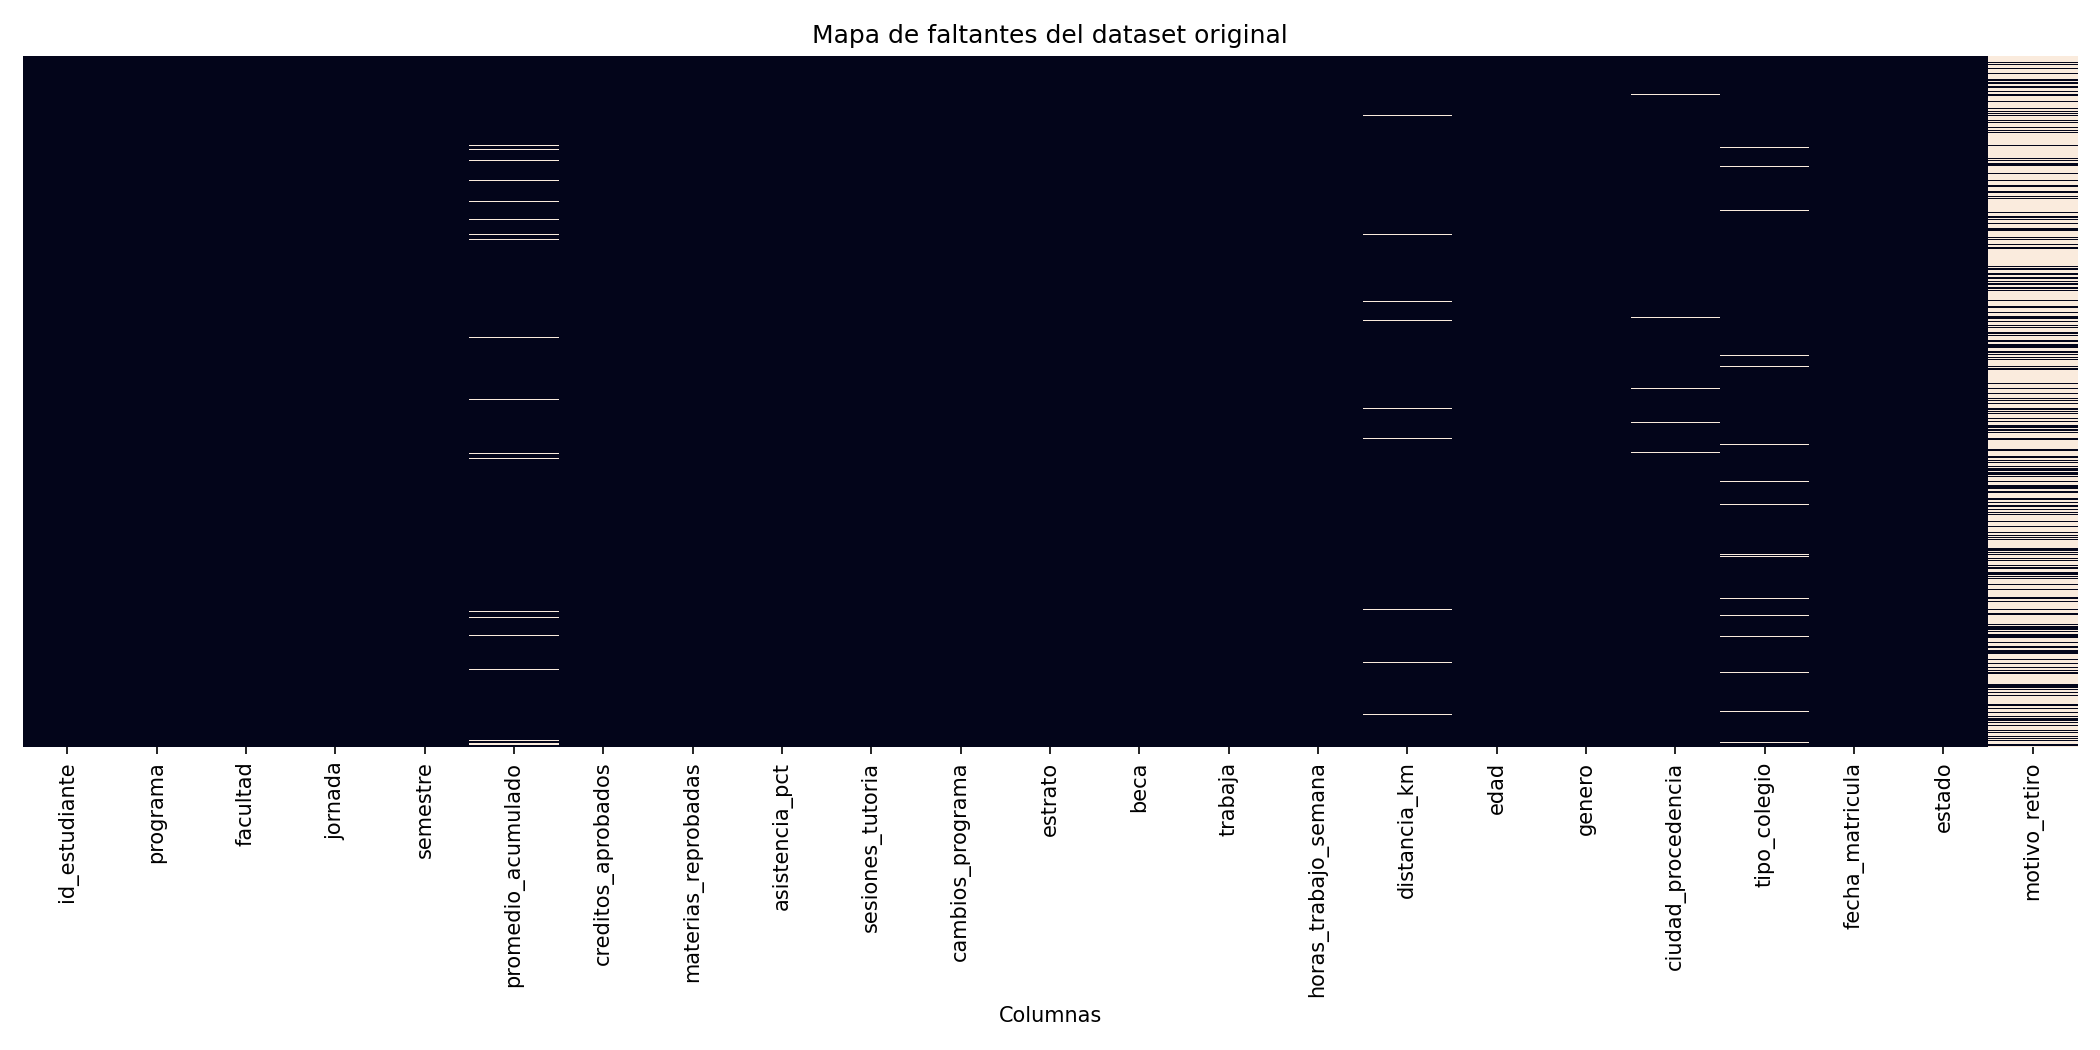 Mapa de faltantes del dataset original
id_estudiante
programa
facultad
jornada
semestre
promedio_acumulado
creditos_aprobados
materias_reprobadas
asistencia_pct
sesiones_tutoria
cambios_programa
estrato
beca
trabaja
horas_trabajo_semana
distancia_km
edad
genero
ciudad_procedencia
tipo_colegio
fecha_matricula
estado
motivo_retiro
Columnas